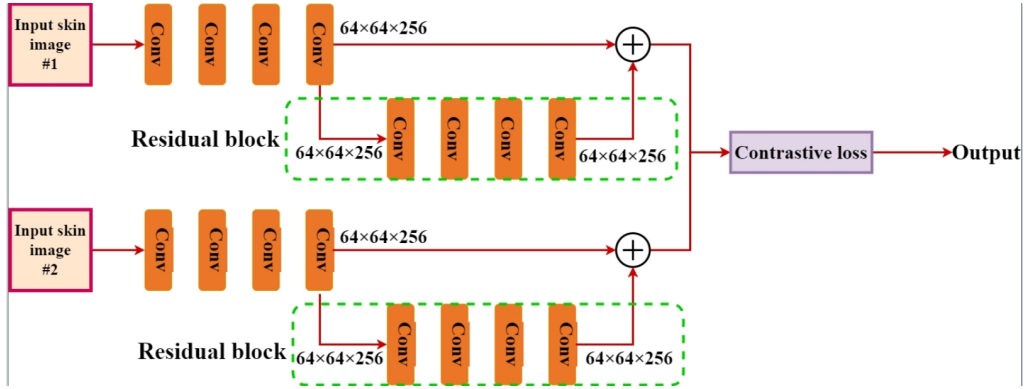 Input skin
image
#1
Conv
Conv
Conv
Conv
64×64×256
Residual block
64×64×256
Conv
Conv
Conv
Conv
64×64×256
Contrastive loss
Output
Input skin
image
#2
Conv
Conv
Conv
Conv
64×64×256
Residual block
64×64×256
Conv
Conv
Conv
Conv
64×64×256